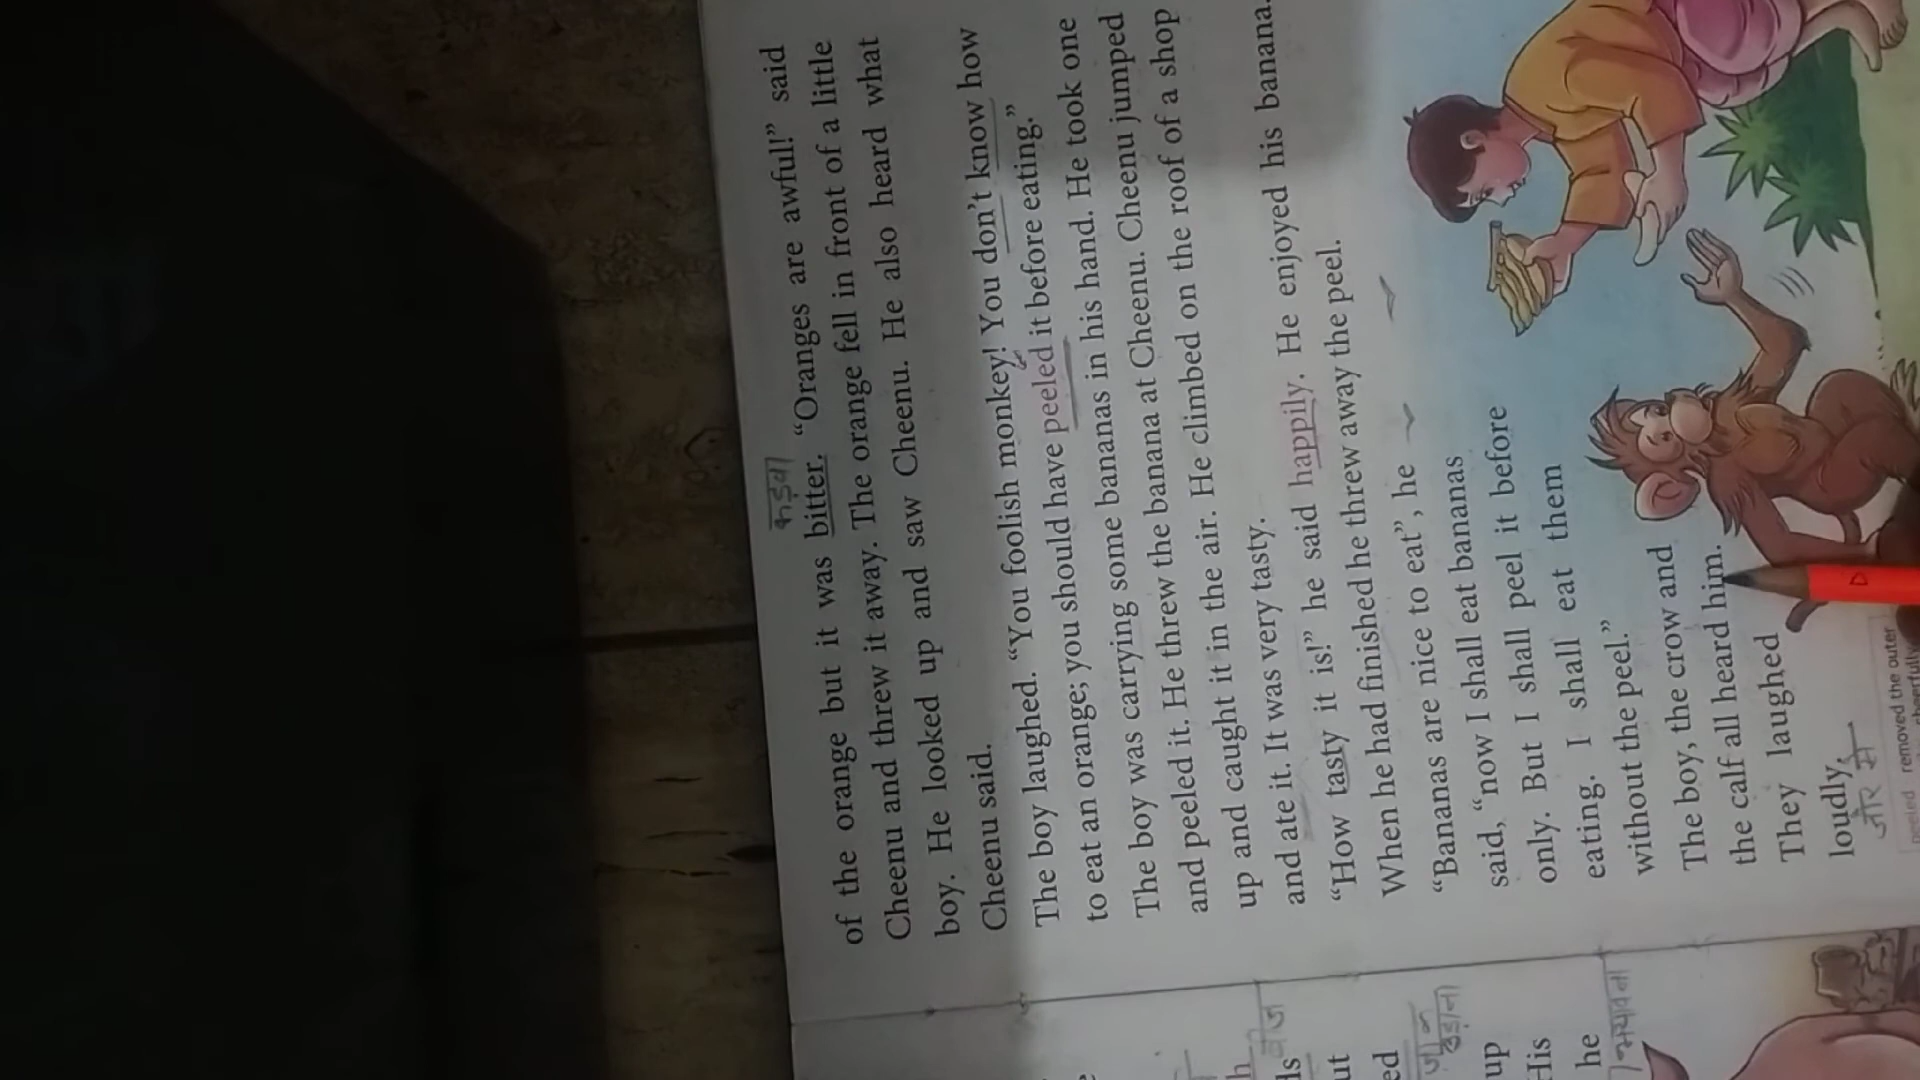 कड़वा
of the orange but it was bitter. “Oranges are awful!” said
Cheenu and threw it away. The orange fell in front of a little
boy. He looked up and saw Cheenu. He also heard what
Cheenu said.
The boy laughed. “You foolish monkey! You don’t know how
to eat an orange; you should have peeled it before eating.”
The boy was carrying some bananas in his hand. He took one
and peeled it. He threw the banana at Cheenu. Cheenu jumped
up and caught it in the air. He climbed on the roof of a shop
and ate it. It was very tasty.
“How tasty it is!” he said happily. He enjoyed his banana.
When he had finished he threw away the peel.
“Bananas are nice to eat”, he
said, “now I shall eat bananas
only. But I shall peel it before
eating. I shall eat them
without the peel.”
The boy, the crow and
the calf all heard him.
They laughed
loudly.
जोर से
peeled removed the outer
up
His
he